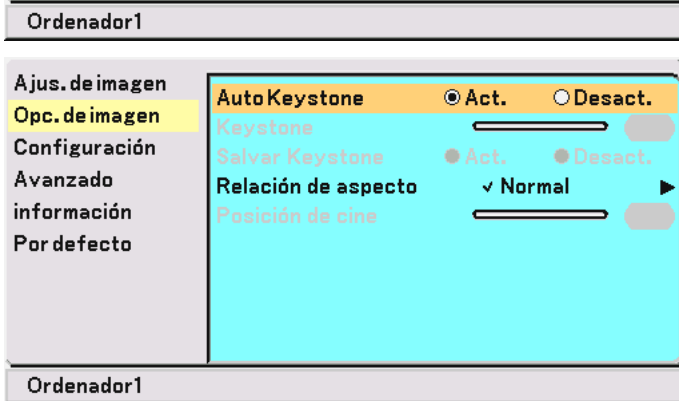 Ordenador1
Ajus. de imagen
Opc. de imagen
Configuración
Avanzado
información
Por defecto
Auto Keystone Act. Desact.
Keystone
Salvar Keystone Act. Desact.
Relación de aspecto ✓ Normal ▶
Posición de cine
Ordenador1